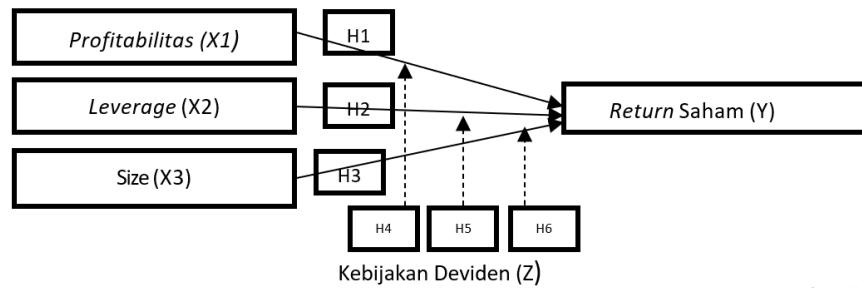 Profitabilitas (X1)
H1
Leverage (X2)
H2
Return Saham (Y)
Size (X3)
H3
H4
H5
H6
Kebijakan Deviden (Z)